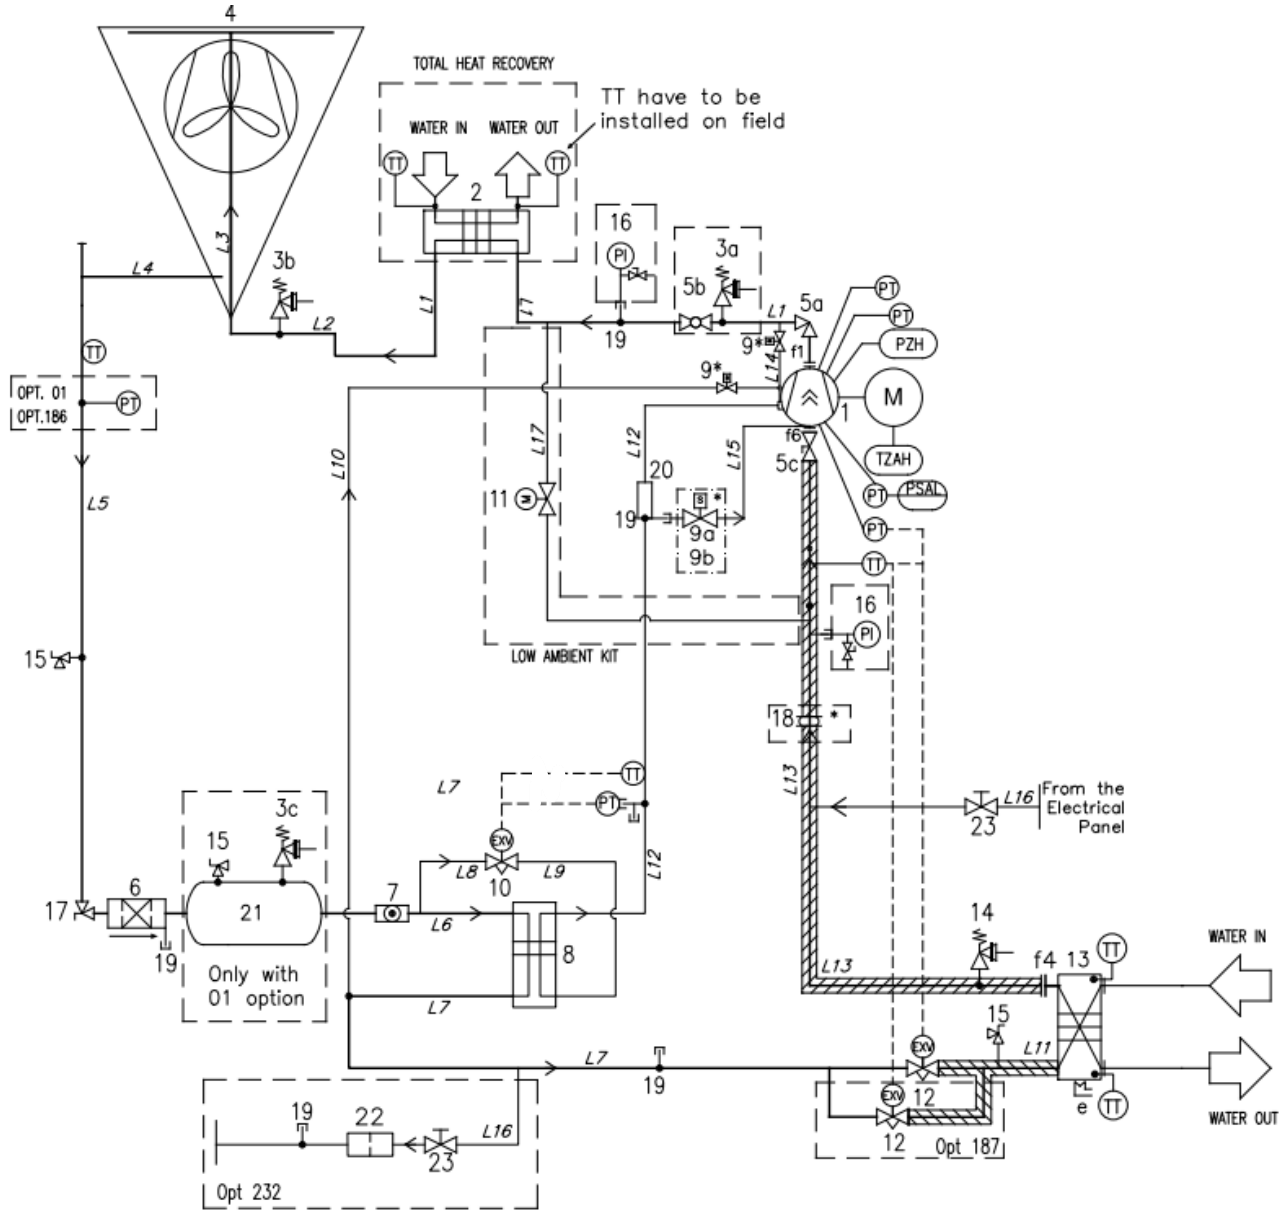 4
TOTAL HEAT RECOVERY
TT have to be
installed on field
WATER IN
WATER OUT
TT
TT
2
16
3a
PI
5b
L3
L4
3b
L1
L1
L1
5a
PT
PT
L2
19
9*
f1
PZH
TT
L14
9*
M
OPT. 01
OPT.186
PT
1
f6
L10
L17
L12
L15
5c
TZAH
20
11
M
S
*
PT
PSAL
L5
19
9a
9b
PT
TT
16
PI
15
LOW AMBIENT KIT
18
*
L7
TT
L13
PT
L16
From the
Electrical
Panel
23
3c
15
EXV
L8
L9
10
L12
6
7
17
21
L6
14
WATER IN
19
8
L13
f4
13
TT
Only with
01 option
L7
15
L7
EXV
L11
19
EXV
12
e
TT
19
22
L16
12
WATER OUT
23
Opt 187
Opt 232